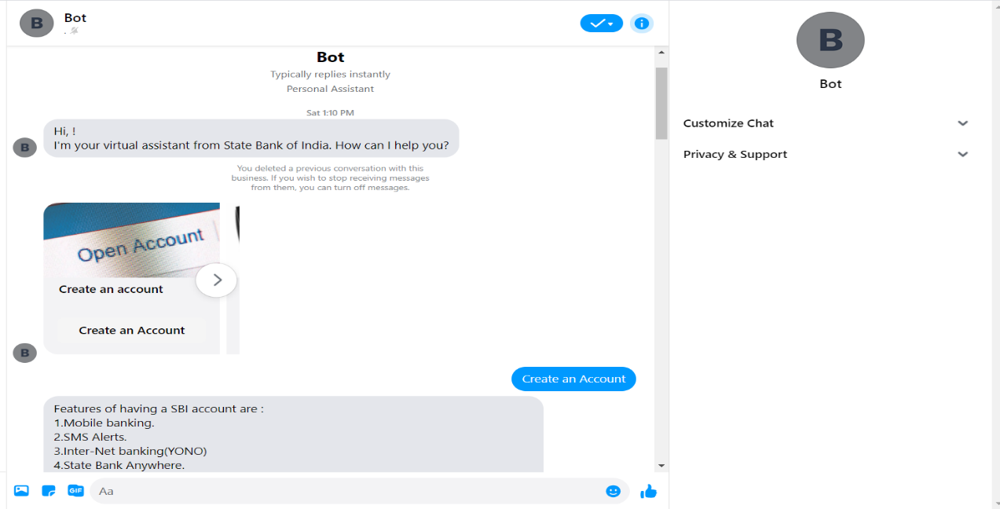 B
Bot
.
Bot
Typically replies instantly
Personal Assistant
Sat 1:10 PM
Hi, !
I'm your virtual assistant from State Bank of India. How can I help you?
B
You deleted a previous conversation with this
business. If you wish to stop receiving messages
from them, you can turn off messages.
Open Account
Create an account
Create an Account
B
Create an Account
Features of having a SBI account are :
1.Mobile banking.
2.SMS Alerts.
3.Inter-Net banking(YONO)
4.State Bank Anywhere.
GIF
Aa
B
Bot
Customize Chat
Privacy & Support